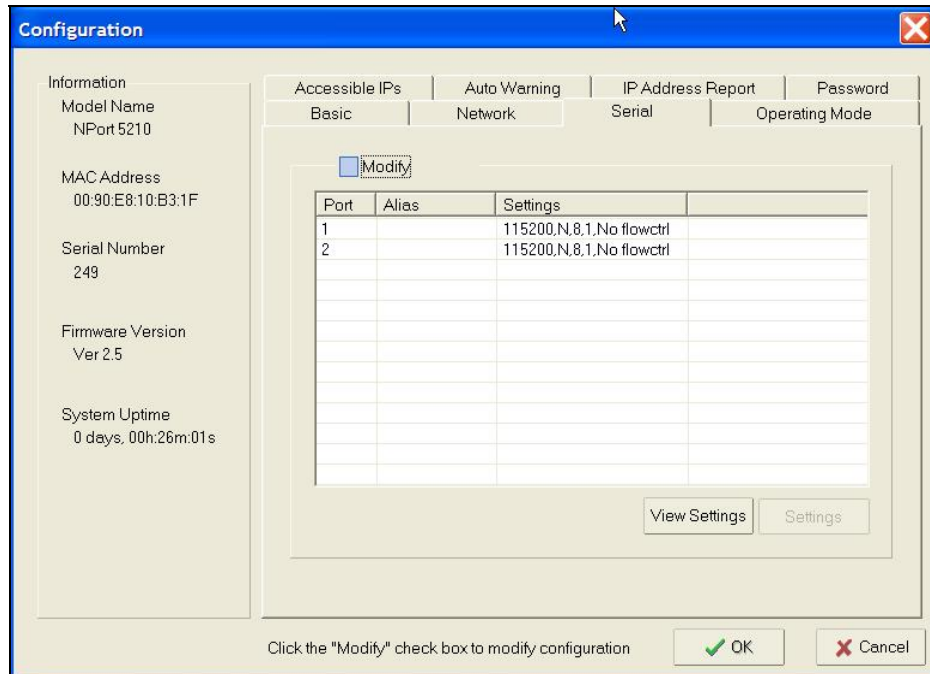 Configuration
Information
Model Name
NPort 5210
MAC Address
00:90:E8:10:B3:1F
Serial Number
249
Firmware Version
Ver 2.5
System Uptime
0 days, 00h:26m:01s
Accessible IPs Auto Warning IP Address Report Password
Basic Network Serial Operating Mode
Modify
Port Alias Settings
1 115200,N,8,1,No flowctrl
2 115200,N,8,1,No flowctrl
View Settings Settings
Click the "Modify" check box to modify configuration OK Cancel